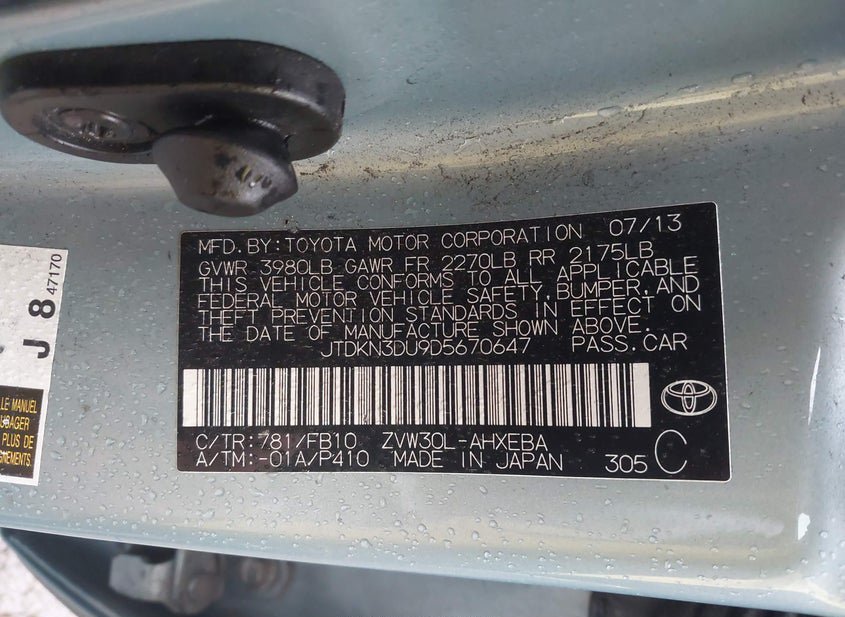 MFD. BY: TOYOTA MOTOR CORPORATION 07/13
GVWR 3980LB GAWR FR 2270LB RR 2175LB
THIS VEHICLE CONFORMS TO ALL APPLICABLE
FEDERAL MOTOR VEHICLE SAFETY, BUMPER, AND
THEFT PREVENTION STANDARDS IN EFFECT ON
THE DATE OF MANUFACTURE SHOWN ABOVE.
JTDKN3DU9D5670647 PASS. CAR
C/TR: 781/FB10 ZVW30L-AHXEBA
A/TM: -01A/P410 MADE IN JAPAN 305 C
J 8 47170
LE MANUEL
USAGER
PLUS DE
GNEMENTS.